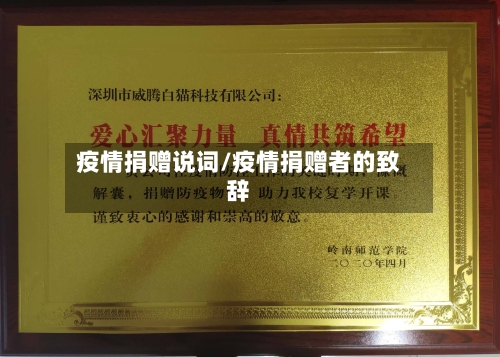 深圳市威腾白猫科技有限公司：
爱心汇聚力量 真情共筑希望
疫情捐赠说词/疫情捐赠者的致
辞
解囊，捐赠防疫物 助力我校复学开课
谨致衷心的感谢和崇高的敬意。
岭南师范学院
二〇二〇年四月